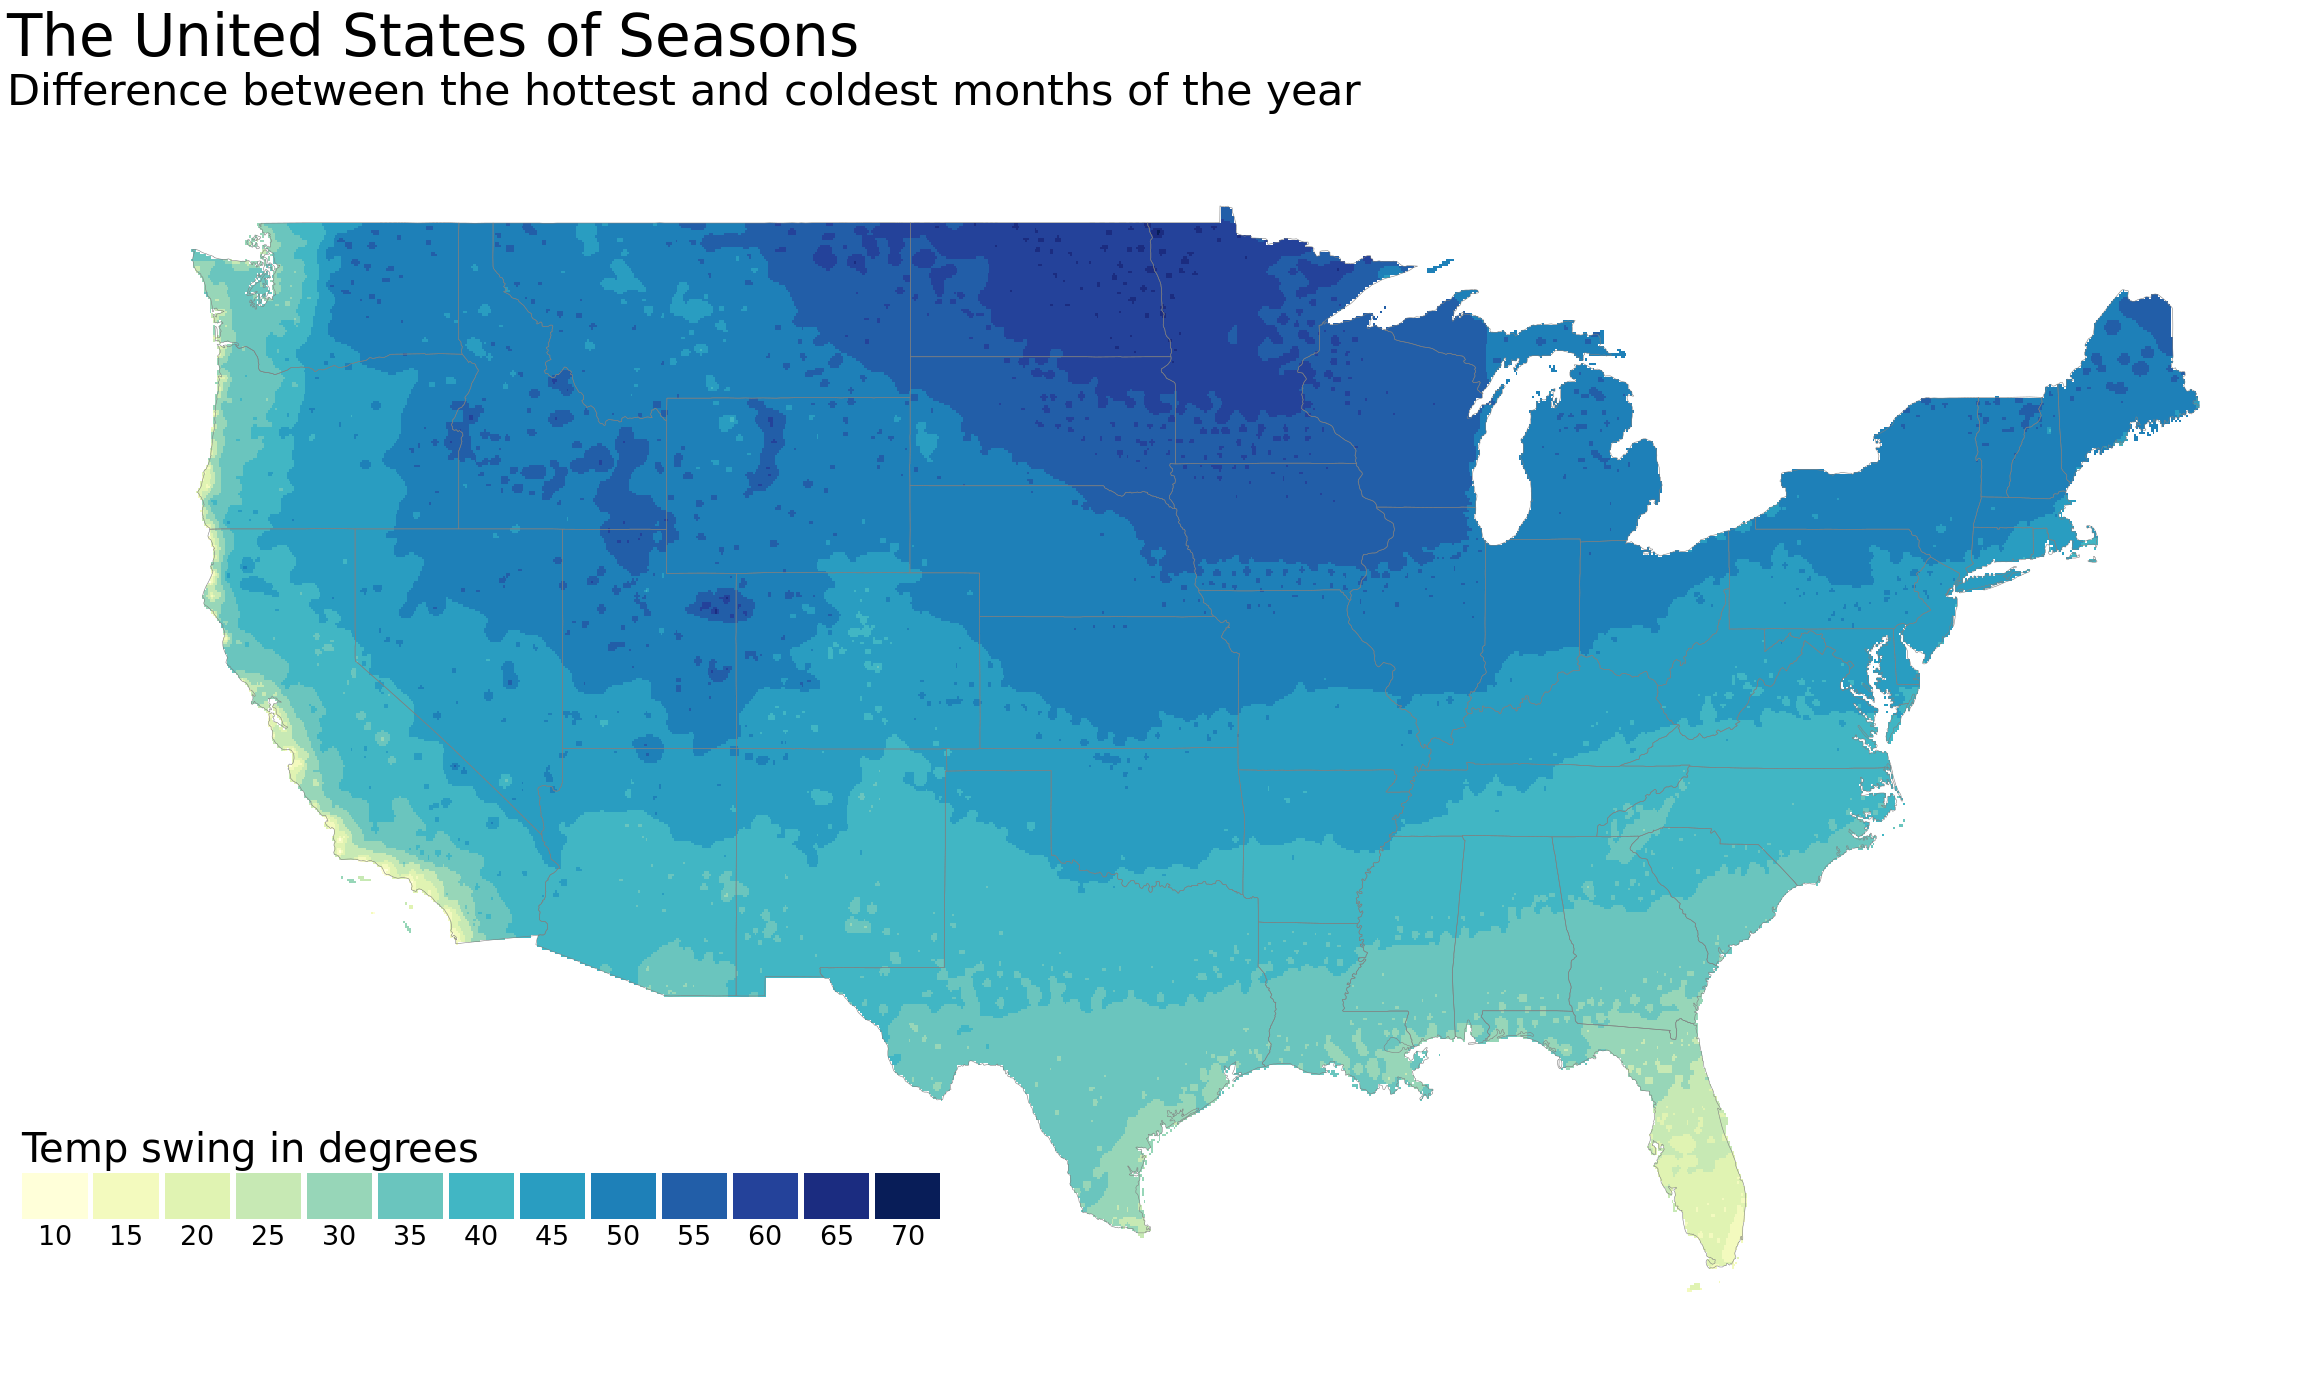 The United States of Seasons
Difference between the hottest and coldest months of the year
Temp swing in degrees
10 15 20 25 30 35 40 45 50 55 60 65 70